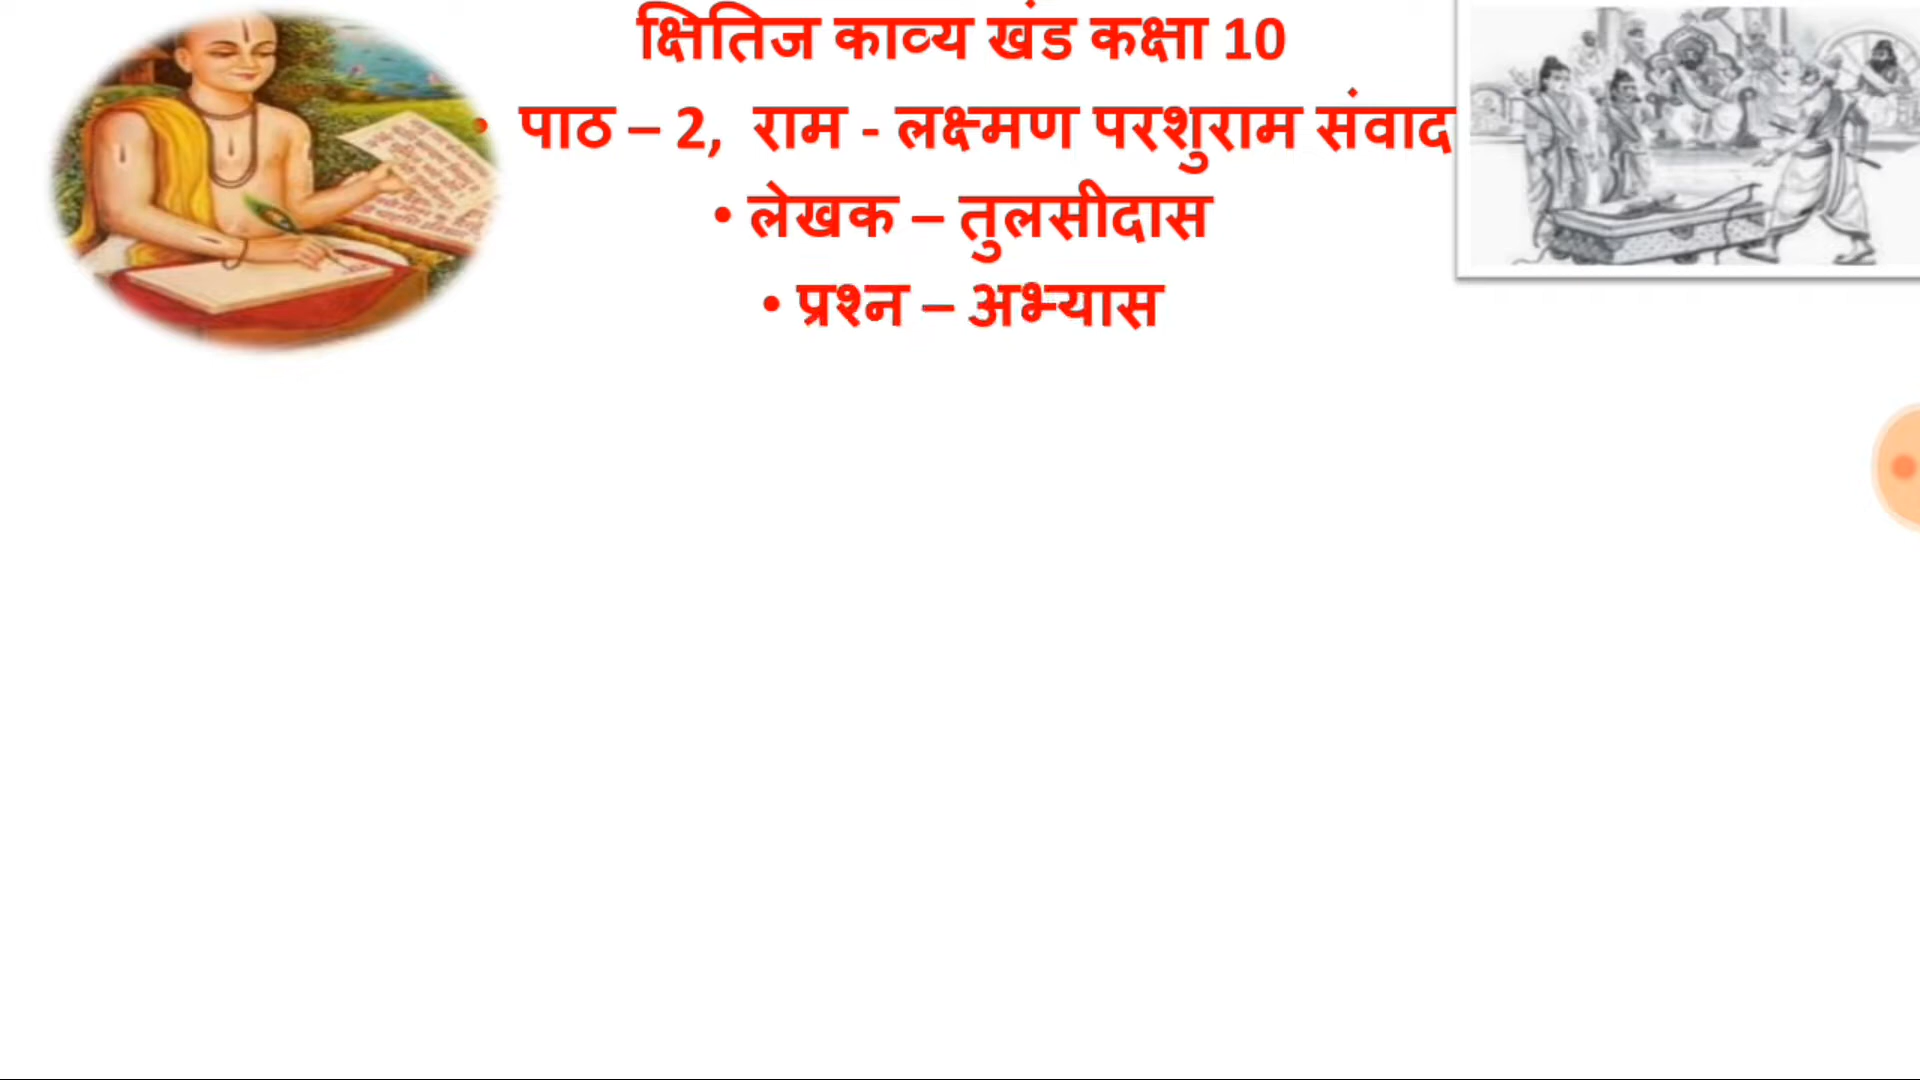 क्षितिज काव्य खंड कक्षा 10
• पाठ – 2, राम - लक्ष्मण परशुराम संवाद
• लेखक – तुलसीदास
• प्रश्न – अभ्यास